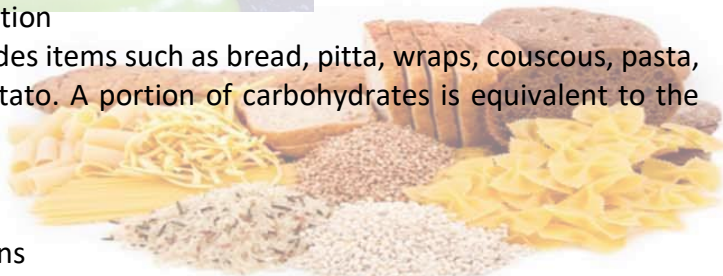 tion
des items such as bread, pitta, wraps, couscous, pasta,
tato. A portion of carbohydrates is equivalent to the
ns